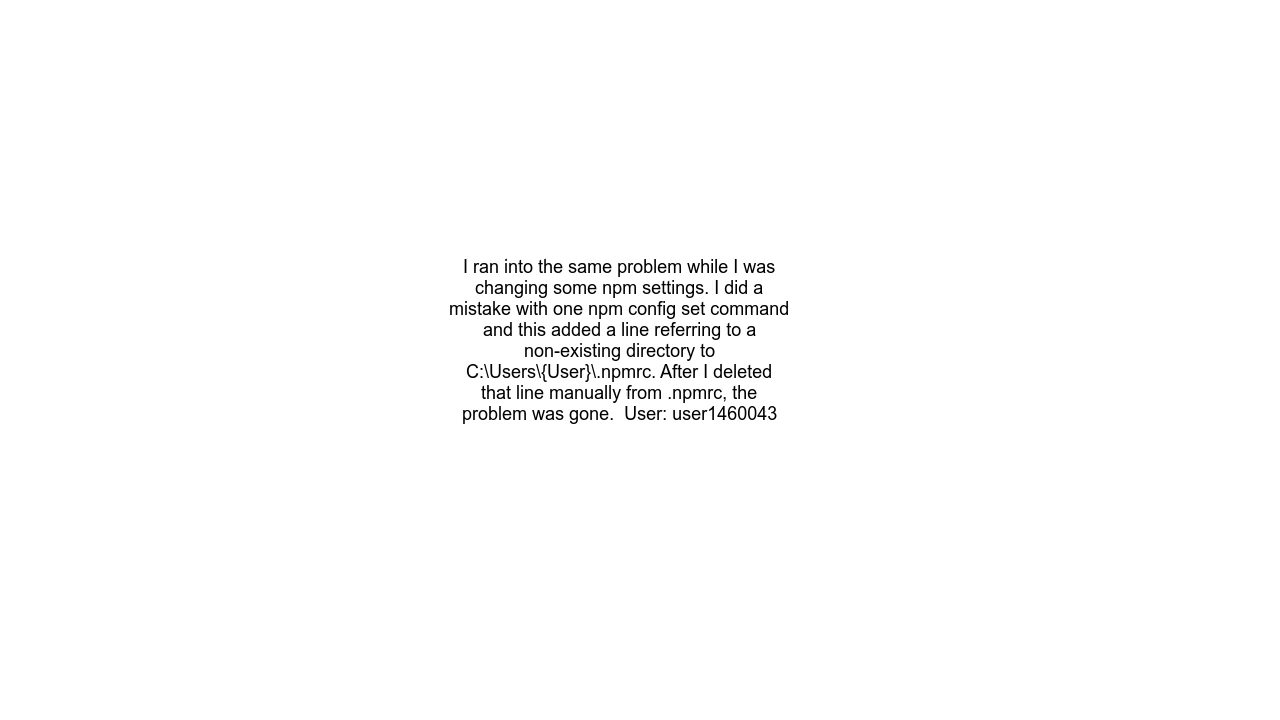 I ran into the same problem while I was
changing some npm settings. I did a
mistake with one npm config set command
and this added a line referring to a
non-existing directory to
C:\Users\{User}\.npmrc. After I deleted
that line manually from .npmrc, the
problem was gone.  User: user1460043